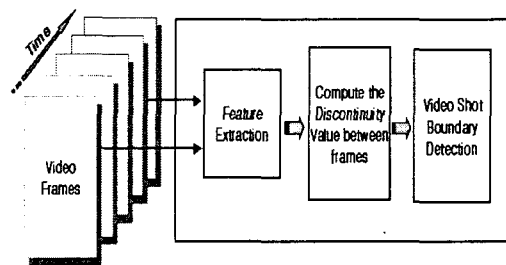 Time
Video
Frames
Feature
Extraction
Compute the
Discontinuity
Value between
frames
Video Shot
Boundary
Detection